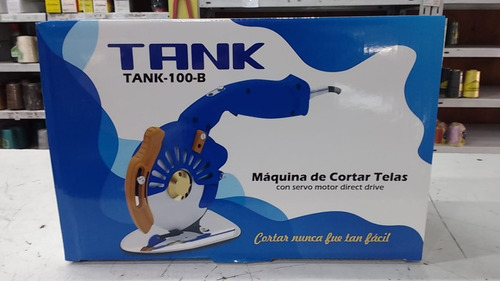 TANK
TANK-100-B
Máquina de Cortar Telas
con servo motor direct drive
Cortar nunca fue tan fácil